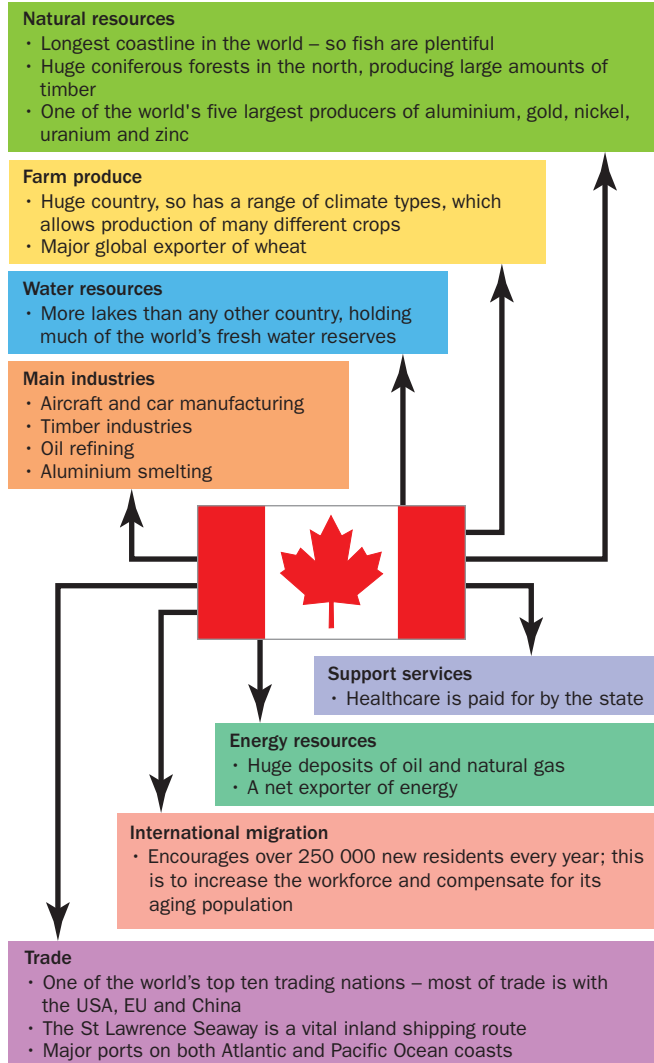 Natural resources
· Longest coastline in the world – so fish are plentiful
· Huge coniferous forests in the north, producing large amounts of
timber
· One of the world's five largest producers of aluminium, gold, nickel,
uranium and zinc
Farm produce
· Huge country, so has a range of climate types, which
allows production of many different crops
· Major global exporter of wheat
Water resources
· More lakes than any other country, holding
much of the world’s fresh water reserves
Main industries
· Aircraft and car manufacturing
· Timber industries
· Oil refining
· Aluminium smelting
Support services
· Healthcare is paid for by the state
Energy resources
· Huge deposits of oil and natural gas
· A net exporter of energy
International migration
· Encourages over 250 000 new residents every year; this
is to increase the workforce and compensate for its
aging population
Trade
· One of the world’s top ten trading nations – most of trade is with
the USA, EU and China
· The St Lawrence Seaway is a vital inland shipping route
· Major ports on both Atlantic and Pacific Ocean coasts